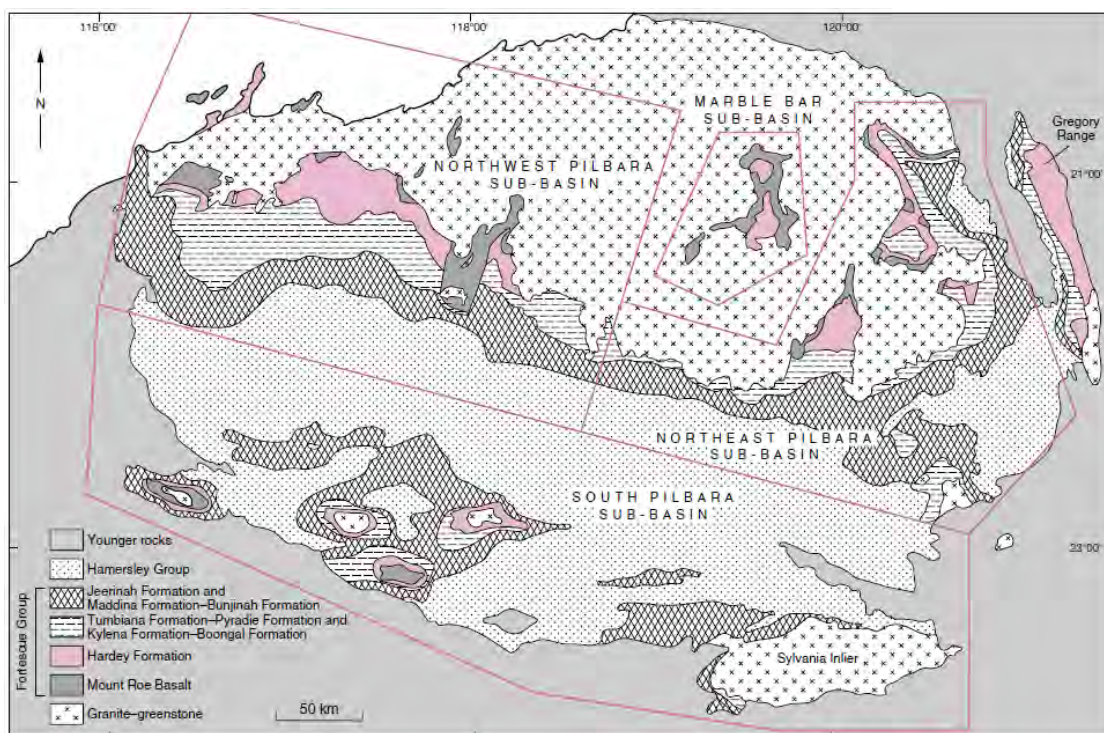 116°00'
118°00'
120°00'
N
MARBLE BAR
SUB-BASIN
Gregory
Range
NORTHWEST PILBARA
SUB-BASIN
21°00'
NORTHEAST PILBARA
SUB-BASIN
SOUTH PILBARA
SUB-BASIN
23°00'
Sylvania Inlier
Younger rocks
Hamersley Group
Fortescue Group
Jeerinah Formation and
Maddina Formation–Bunjinah Formation
Tumbiana Formation–Pyradie Formation and
Kylena Formation–Boongal Formation
Hardey Formation
Mount Roe Basalt
Granite–greenstone
50 km